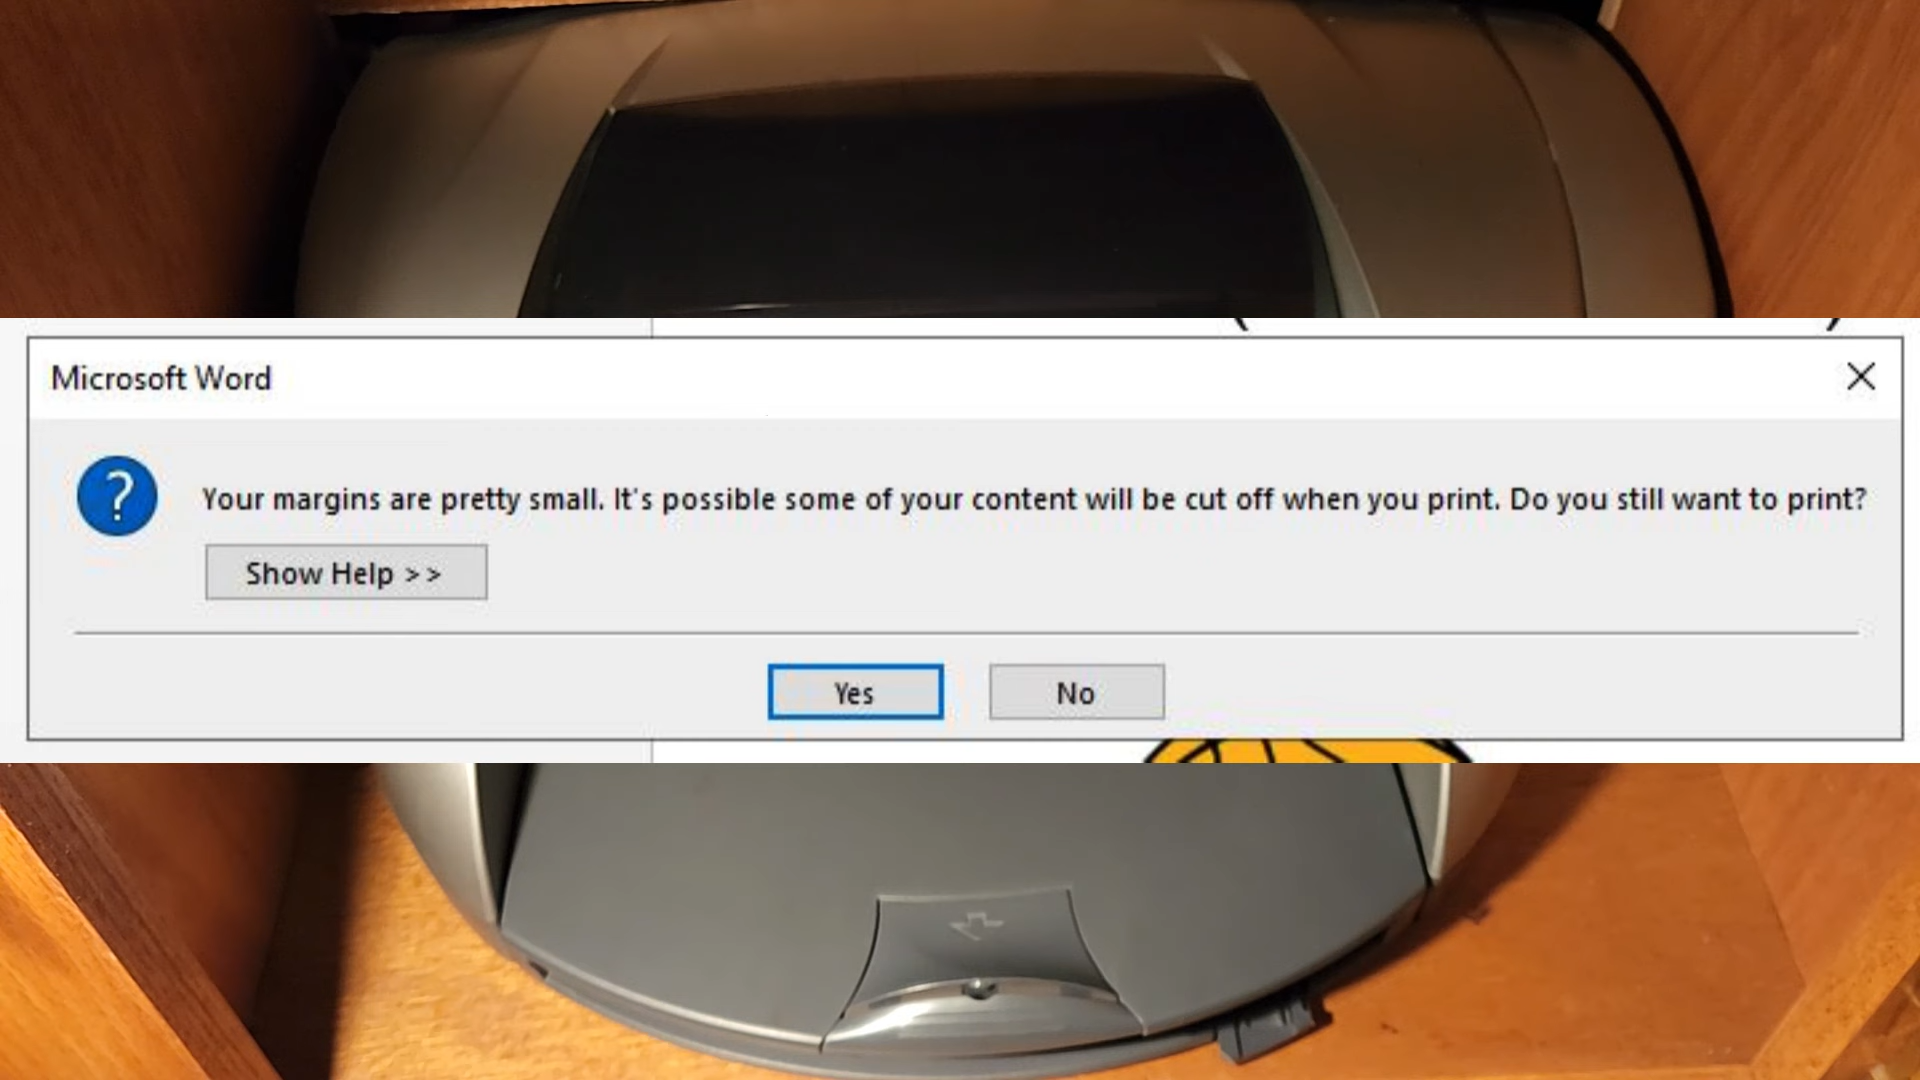 Microsoft Word
Your margins are pretty small. It's possible some of your content will be cut off when you print. Do you still want to print?
Show Help >>
Yes
No